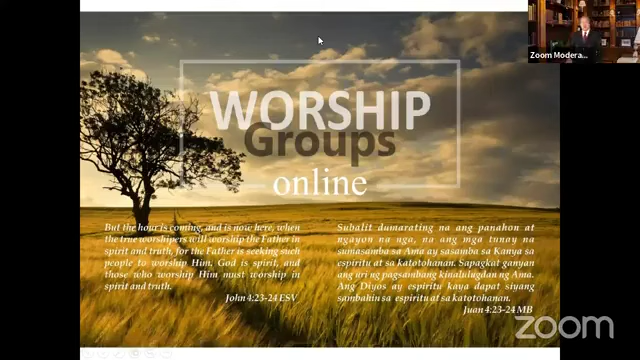 Zoom Modera...
WORSHIP
Groups
online
But the hour is coming, and is now here, when
the true worshipers will worship the Father in
spirit and truth, for the Father is seeking such
people to worship Him. God is spirit, and
those who worship Him must worship in
spirit and truth.
John 4:23-24 ESV
Subalit dumarating na ang panahon at
ngayon na nga, na ang mga tunay na
sumasamba sa Ama ay sasamba sa Kanya sa
espiritu at sa katotohanan. Sapagkat ganyan
ang uri ng pagsambang kinalulugdan ng Ama.
Ang Diyos ay espiritu kaya dapat siyang
sambahin sa espiritu at sa katotohanan.
Juan 4:23-24 MB
zoom